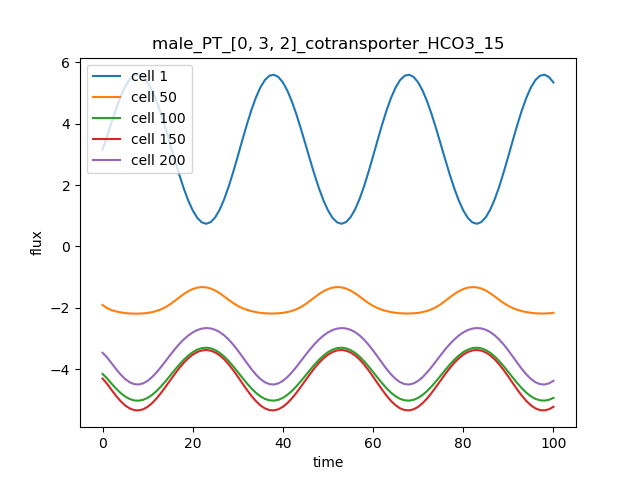 male_PT_[0, 3, 2]_cotransporter_HCO3_15
cell 1
cell 50
cell 100
cell 150
cell 200
flux
6
4
2
0
−2
−4
0 20 40 60 80 100
time